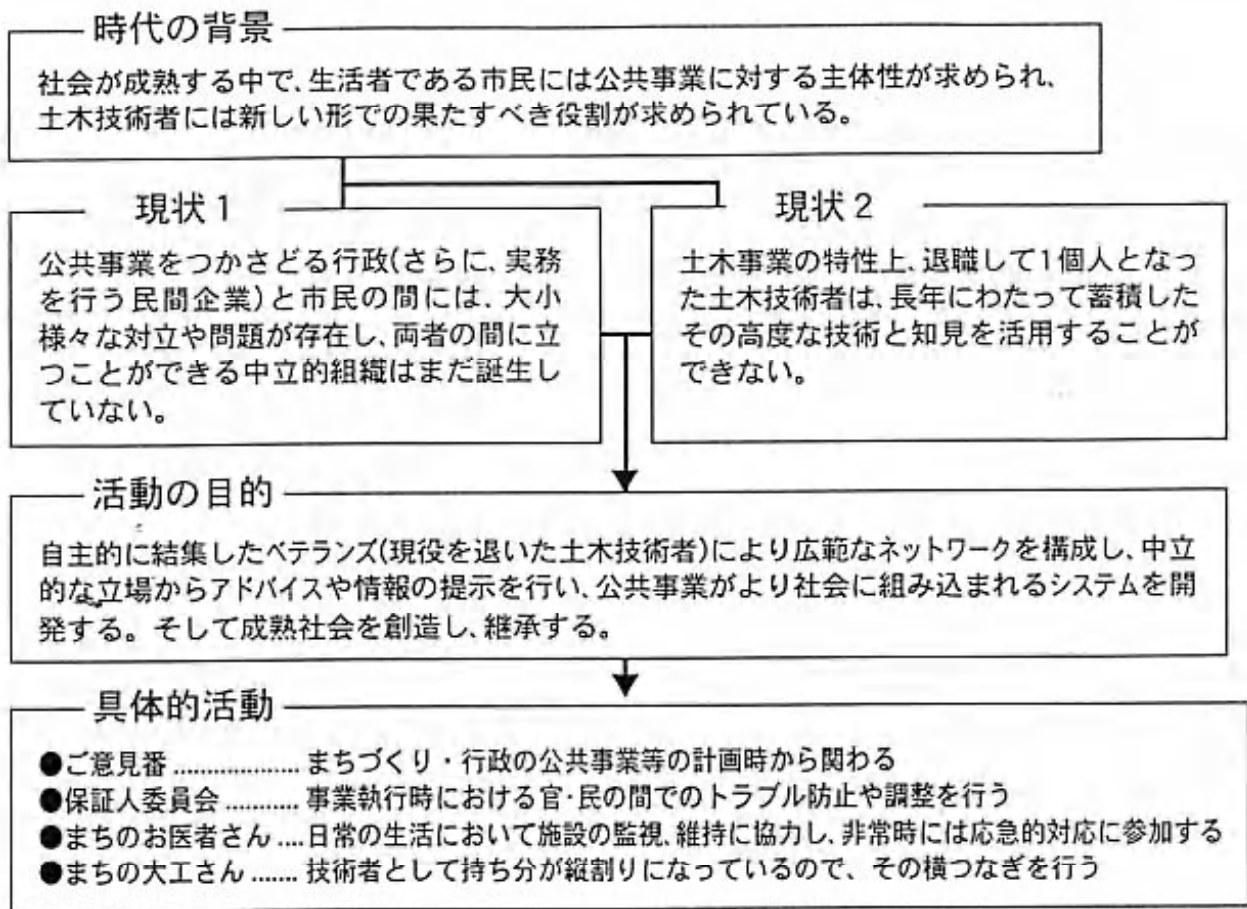 時代の背景
社会が成熟する中で、生活者である市民には公共事業に対する主体性が求められ、
土木技術者には新しい形での果たすべき役割が求められている。
現状1
公共事業をつかさどる行政(さらに、実務
を行う民間企業)と市民の間には、大小
様々な対立や問題が存在し、両者の間に立
つことができる中立的組織はまだ誕生し
ていない。
現状2
土木事業の特性上、退職して1個人となっ
た土木技術者は、長年にわたって蓄積した
その高度な技術と知見を活用することが
できない。
活動の目的
自主的に結集したベテランズ(現役を退いた土木技術者)により広範なネットワークを構成し、中立
的な立場からアドバイスや情報の提示を行い、公共事業がより社会に組み込まれるシステムを開
発する。そして成熟社会を創造し、継承する。
具体的活動
●ご意見番 .................... まちづくり・行政の公共事業等の計画時から関わる
●保証人委員会 ............ 事業執行時における官・民の間でのトラブル防止や調整を行う
●まちのお医者さん .... 日常の生活において施設の監視、維持に協力し、非常時には応急的対応に参加する
●まちの大工さん ....... 技術者として持ち分が縦割りになっているので、その横つなぎを行う